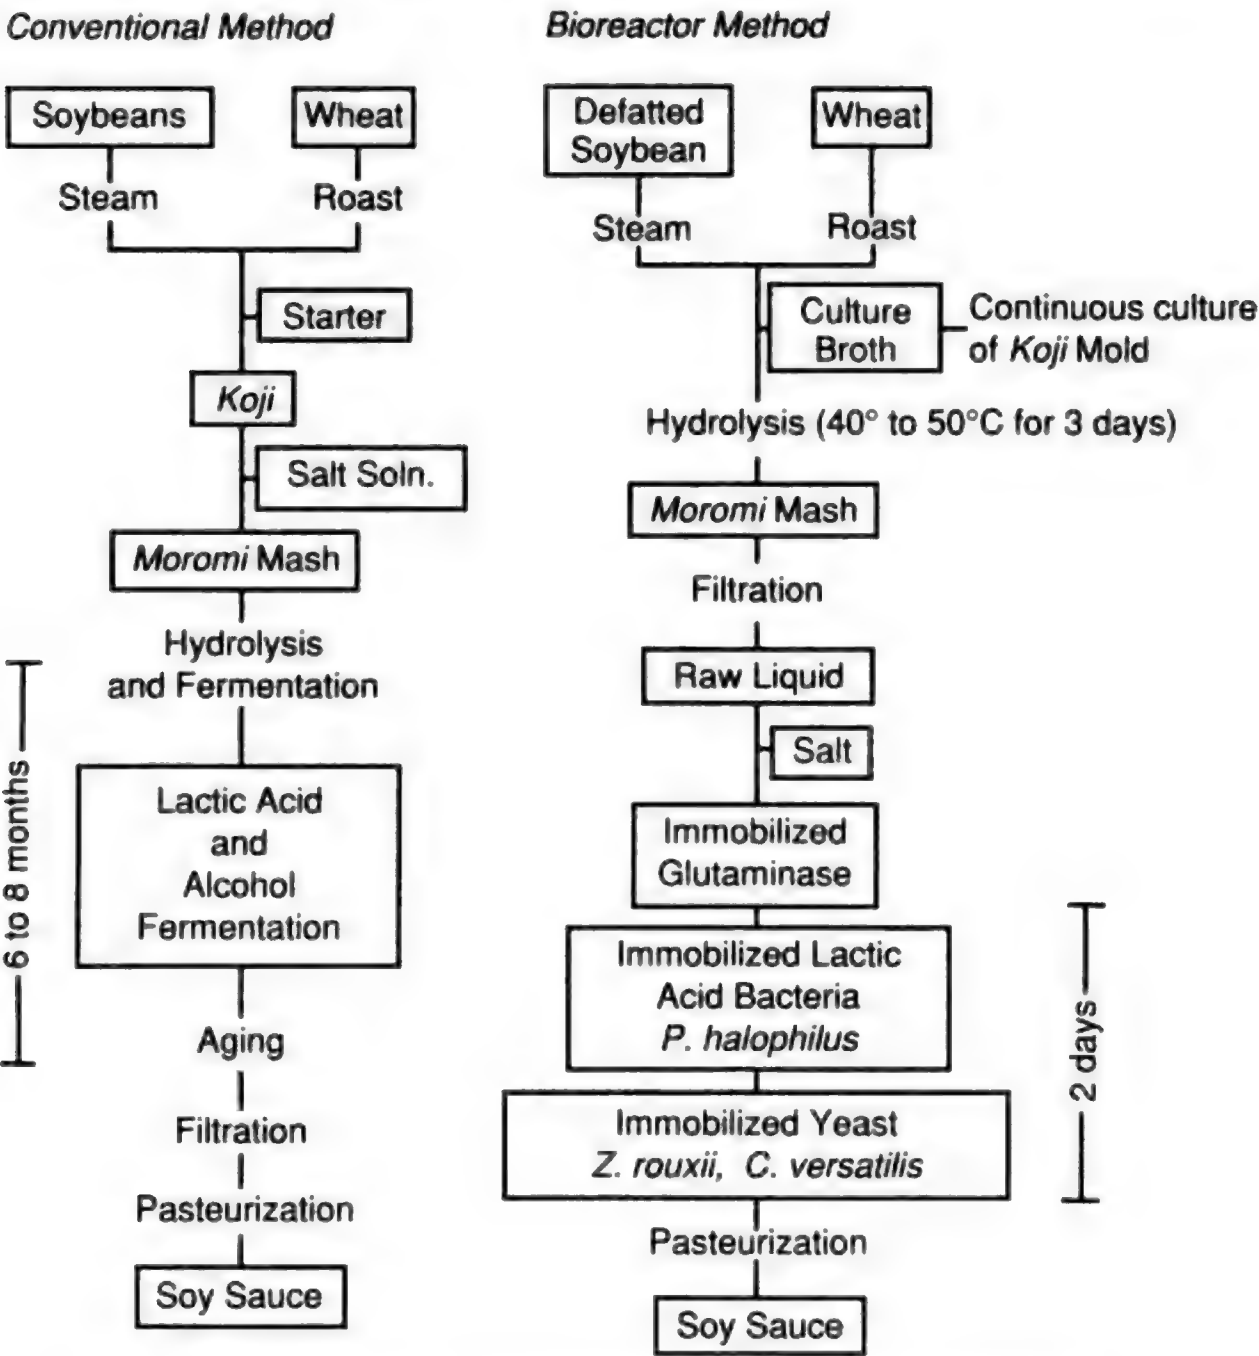 Conventional Method
Soybeans
Wheat
Steam
Roast
Starter
Koji
Salt Soln.
Moromi Mash
Hydrolysis
and Fermentation
6 to 8 months
Lactic Acid
and
Alcohol
Fermentation
Aging
Filtration
Pasteurization
Soy Sauce
Bioreactor Method
Defatted
Soybean
Wheat
Steam
Roast
Culture
Broth
Continuous culture
of Koji Mold
Hydrolysis (40° to 50°C for 3 days)
Moromi Mash
Filtration
Raw Liquid
Salt
Immobilized
Glutaminase
Immobilized Lactic
Acid Bacteria
P. halophilus
2 days
Immobilized Yeast
Z. rouxii, C. versatilis
Pasteurization
Soy Sauce